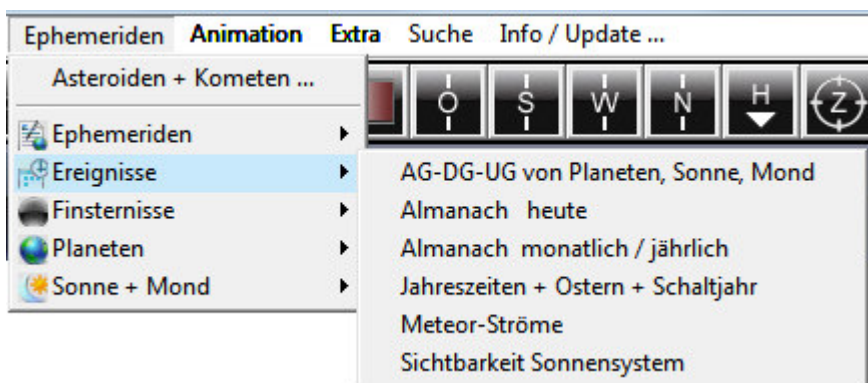 Ephemeriden Animation Extra Suche Info / Update ...
Asteroiden + Kometen ...
O S W N H Z
Ephemeriden
Ereignisse
Finsternisse
Planeten
Sonne + Mond
AG-DG-UG von Planeten, Sonne, Mond
Almanach heute
Almanach monatlich / jährlich
Jahreszeiten + Ostern + Schaltjahr
Meteor-Ströme
Sichtbarkeit Sonnensystem